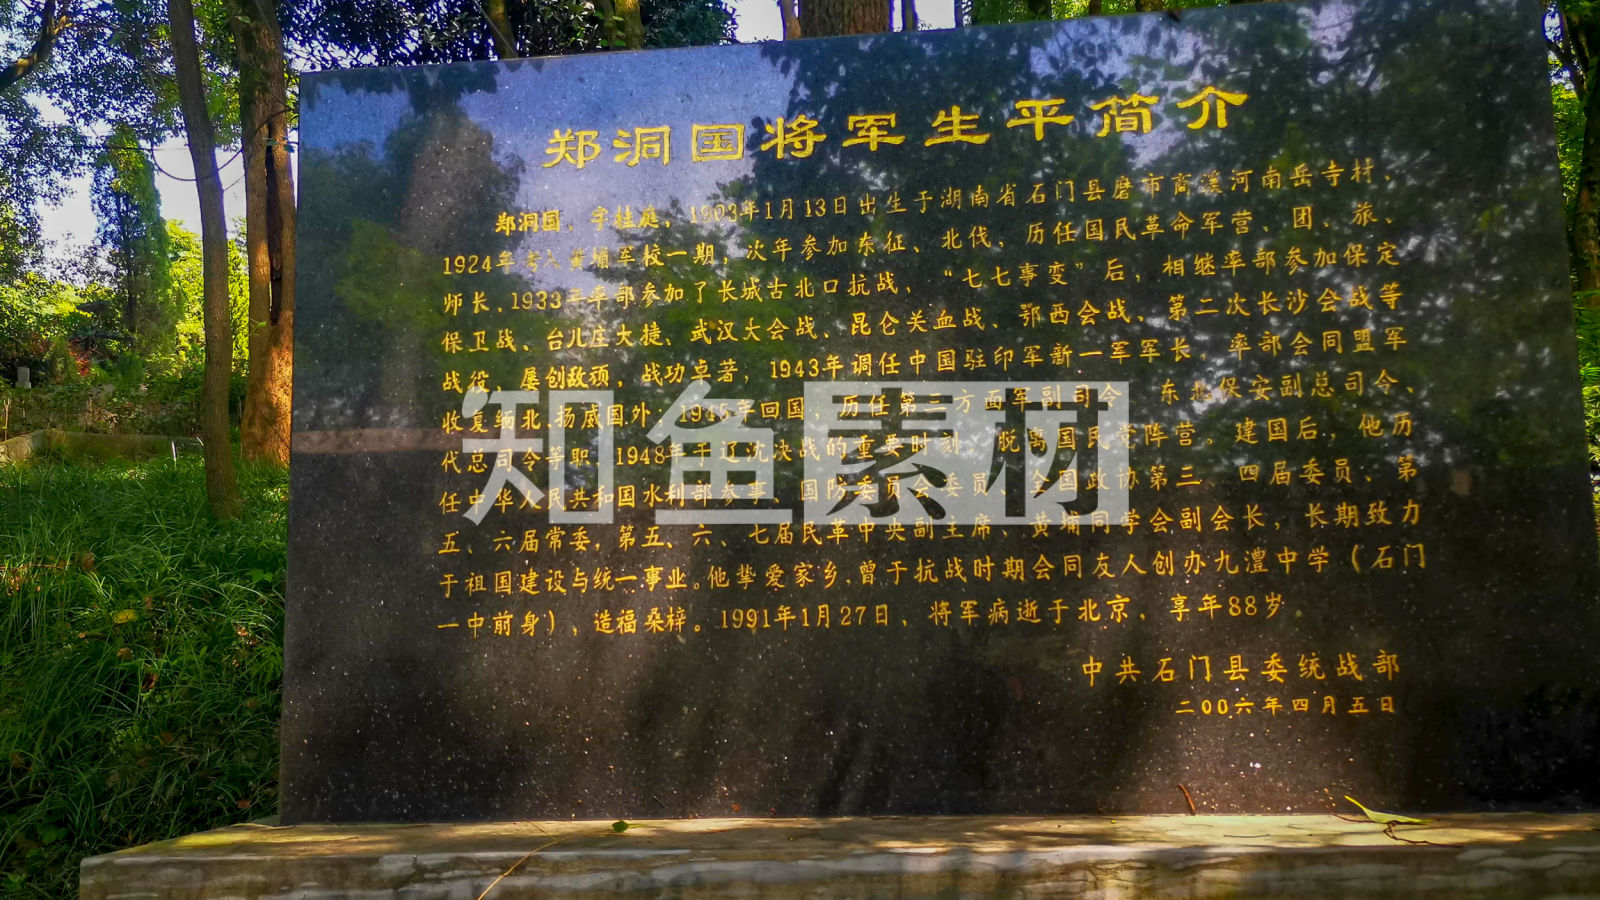 郑洞国将军生平简介
郑洞国，字桂庭，1903年1月13日出生于湖南省石门县磨市商溪河南岳寺村，
1924年考入黄埔军校一期，次年参加东征、北伐，历任国民革命军营、团、旅、
师长，1933年率部参加了长城古北口抗战，“七七事变”后，相继率部参加保定
保卫战、台儿庄大捷、武汉大会战、昆仑关血战、鄂西会战、第二次长沙会战等
战役，屡创敌顽，战功卓著，1943年调任中国驻印军新一军军长，率部会同盟军
收复缅北，扬威国外，1945年回国，历任第三方面军副司令 东北保安副总司令、
代总司令等职，1948年于辽沈决战的重要时刻 脱离国民党阵营。建国后，他历
任中华人民共和国水利部参事、国防委员会委员、全国政协第三 四届委员、第
五、六届常委，第五、六、七届民革中央副主席、黄埔同学会副会长，长期致力
于祖国建设与统一事业。他挚爱家乡，曾于抗战时期会同友人创办九澧中学（石门
一中前身），造福桑梓。1991年1月27日，将军病逝于北京，享年88岁
中共石门县委统战部
二00六年四月五日
知鱼素材